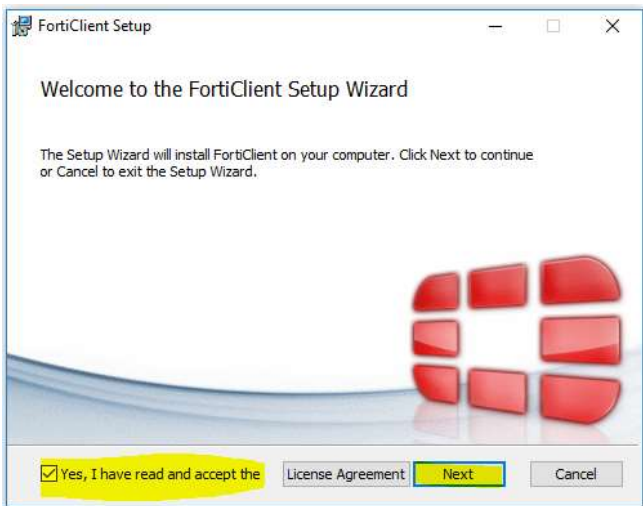 FortiClient Setup
Welcome to the FortiClient Setup Wizard
The Setup Wizard will install FortiClient on your computer. Click Next to continue
or Cancel to exit the Setup Wizard.
Yes, I have read and accept the License Agreement Next Cancel